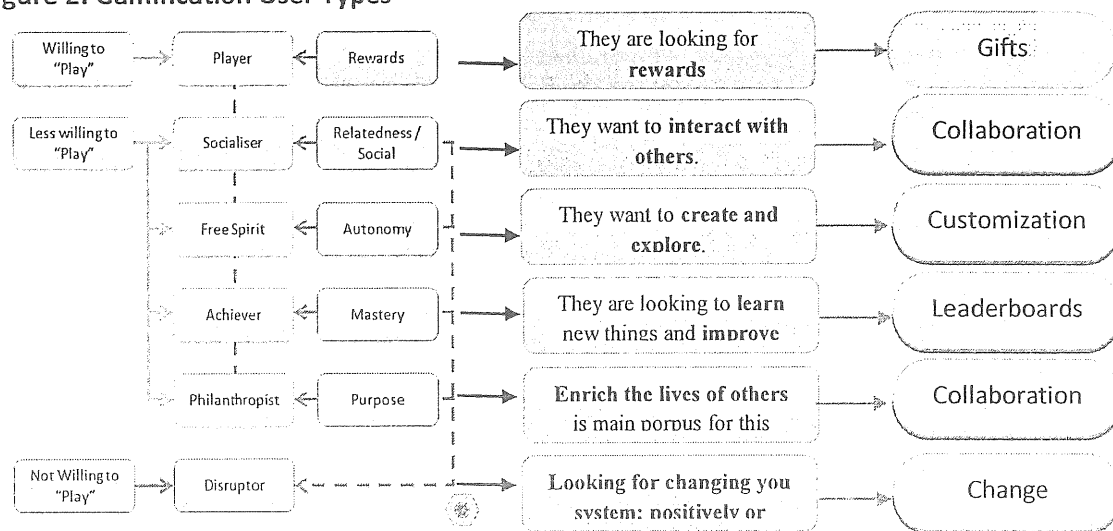 gure 2. Gamification User Types
Willing to
"Play"
Player
Rewards
They are looking for
rewards
Gifts
Less willing to
"Play"
Socialiser
Relatedness /
Social
They want to interact with
others.
Collaboration
Free Spirit
Autonomy
They want to create and
explore.
Customization
Achiever
Mastery
They are looking to learn
new things and improve
Leaderboards
Philanthropist
Purpose
Enrich the lives of others
is main porpus for this
Collaboration
Not Willing to
"Play"
Disruptor
Looking for changing you
system: positively or
Change